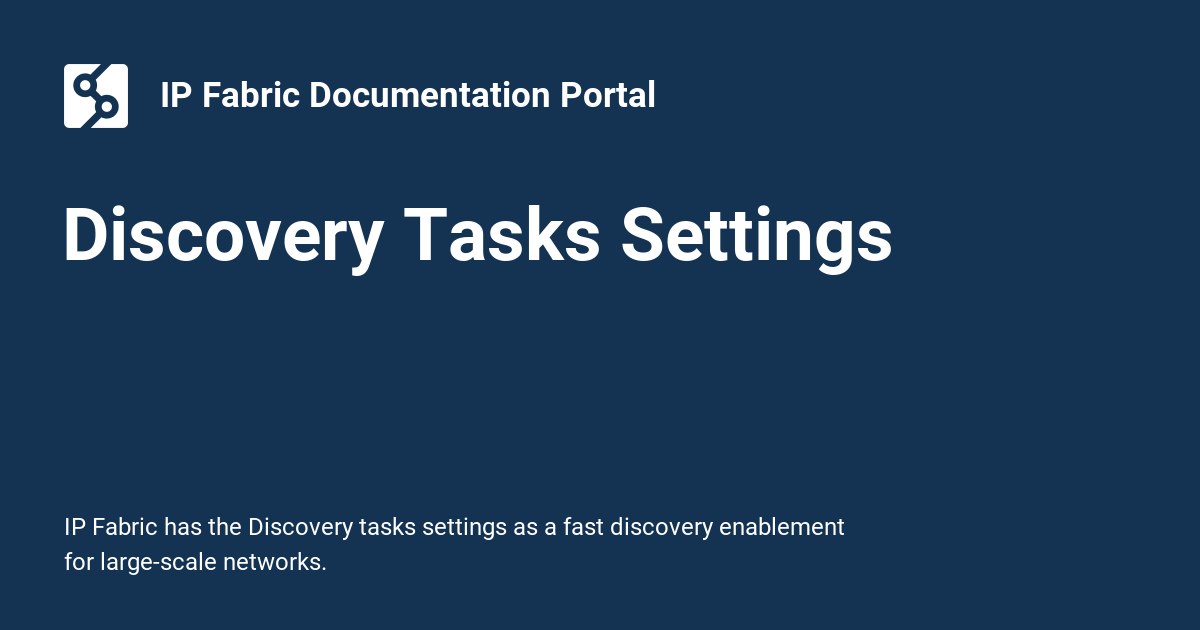 IP Fabric Documentation Portal
Discovery Tasks Settings
IP Fabric has the Discovery tasks settings as a fast discovery enablement
for large-scale networks.